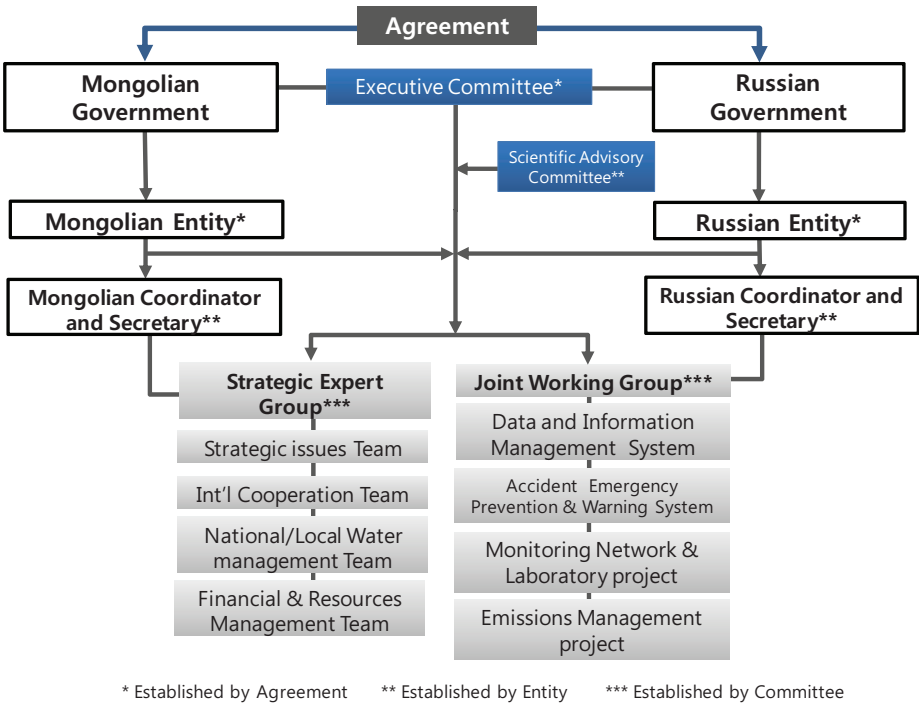 Agreement
Mongolian
Government
Executive Committee*
Russian
Government
Scientific Advisory
Committee**
Mongolian Entity*
Russian Entity*
Mongolian Coordinator
and Secretary**
Russian Coordinator and
Secretary**
Strategic Expert
Group***
Strategic issues Team
Int'l Cooperation Team
National/Local Water
management Team
Financial & Resources
Management Team
Joint Working Group***
Data and Information
Management System
Accident Emergency
Prevention & Warning System
Monitoring Network &
Laboratory project
Emissions Management
project
* Established by Agreement ** Established by Entity *** Established by Committee